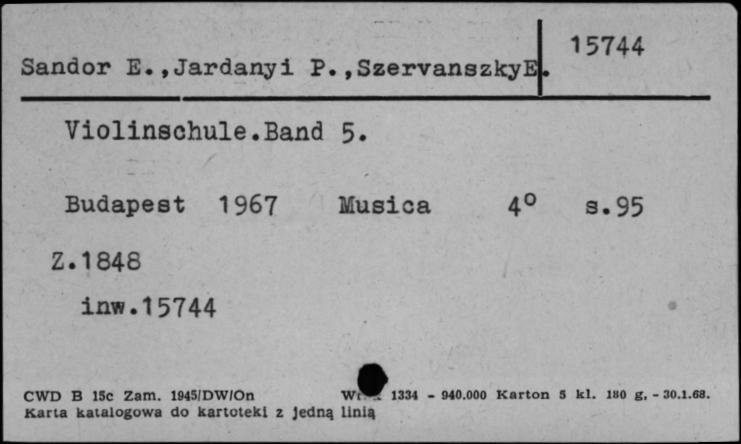 15744
Sandor E.,Jardanyi P.,SzervanszkyE.
Violinschule.Band 5.
Budapest 1967 Musica 4° s.95
Z.1848
inw.15744
CWD B 15c Zam. 1945/DW/On 1334 - 940.000 Karton 5 kl. 180 g. - 30.1.68.
Karta katalogowa do kartoteki z jedną linią